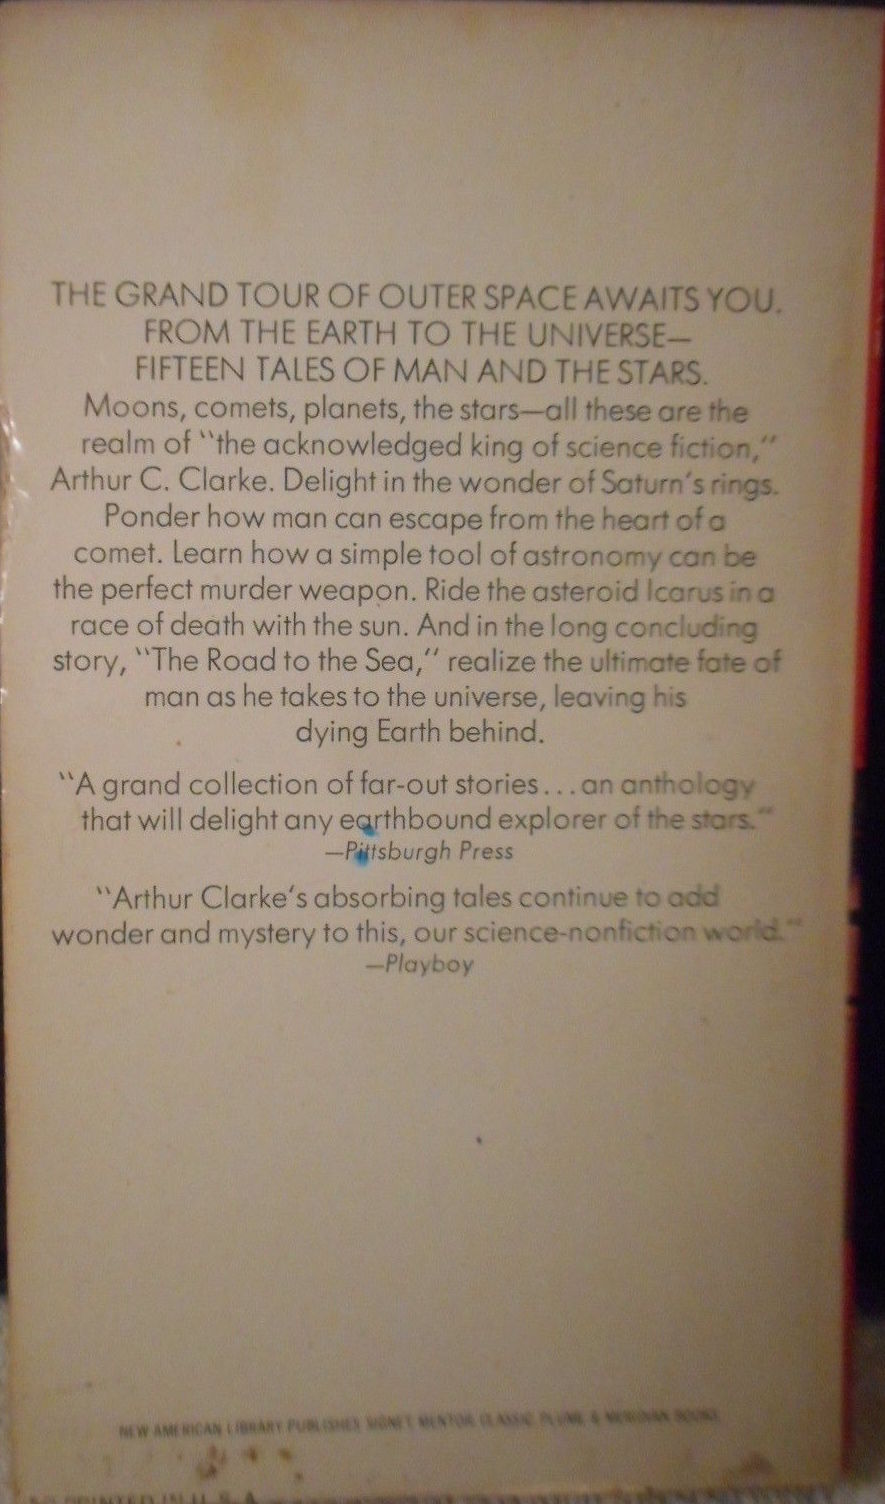 THE GRAND TOUR OF OUTER SPACE AWAITS YOU.
FROM THE EARTH TO THE UNIVERSE—
FIFTEEN TALES OF MAN AND THE STARS.
Moons, comets, planets, the stars—all these are the
realm of "the acknowledged king of science fiction,"
Arthur C. Clarke. Delight in the wonder of Saturn's rings.
Ponder how man can escape from the heart of a
comet. Learn how a simple tool of astronomy can be
the perfect murder weapon. Ride the asteroid Icarus in a
race of death with the sun. And in the long concluding
story, "The Road to the Sea," realize the ultimate fate of
man as he takes to the universe, leaving his
dying Earth behind.
"A grand collection of far-out stories...an anthology
that will delight any earthbound explorer of the stars."
—Pittsburgh Press
"Arthur Clarke's absorbing tales continue to add
wonder and mystery to this, our science-nonfiction world."
—Playboy
NEW AMERICAN LIBRARY PUBLISHES SIGNET, MENTOR, CLASSIC, PLUME & MERIDIAN BOOKS
PRINTED IN U.S.A.